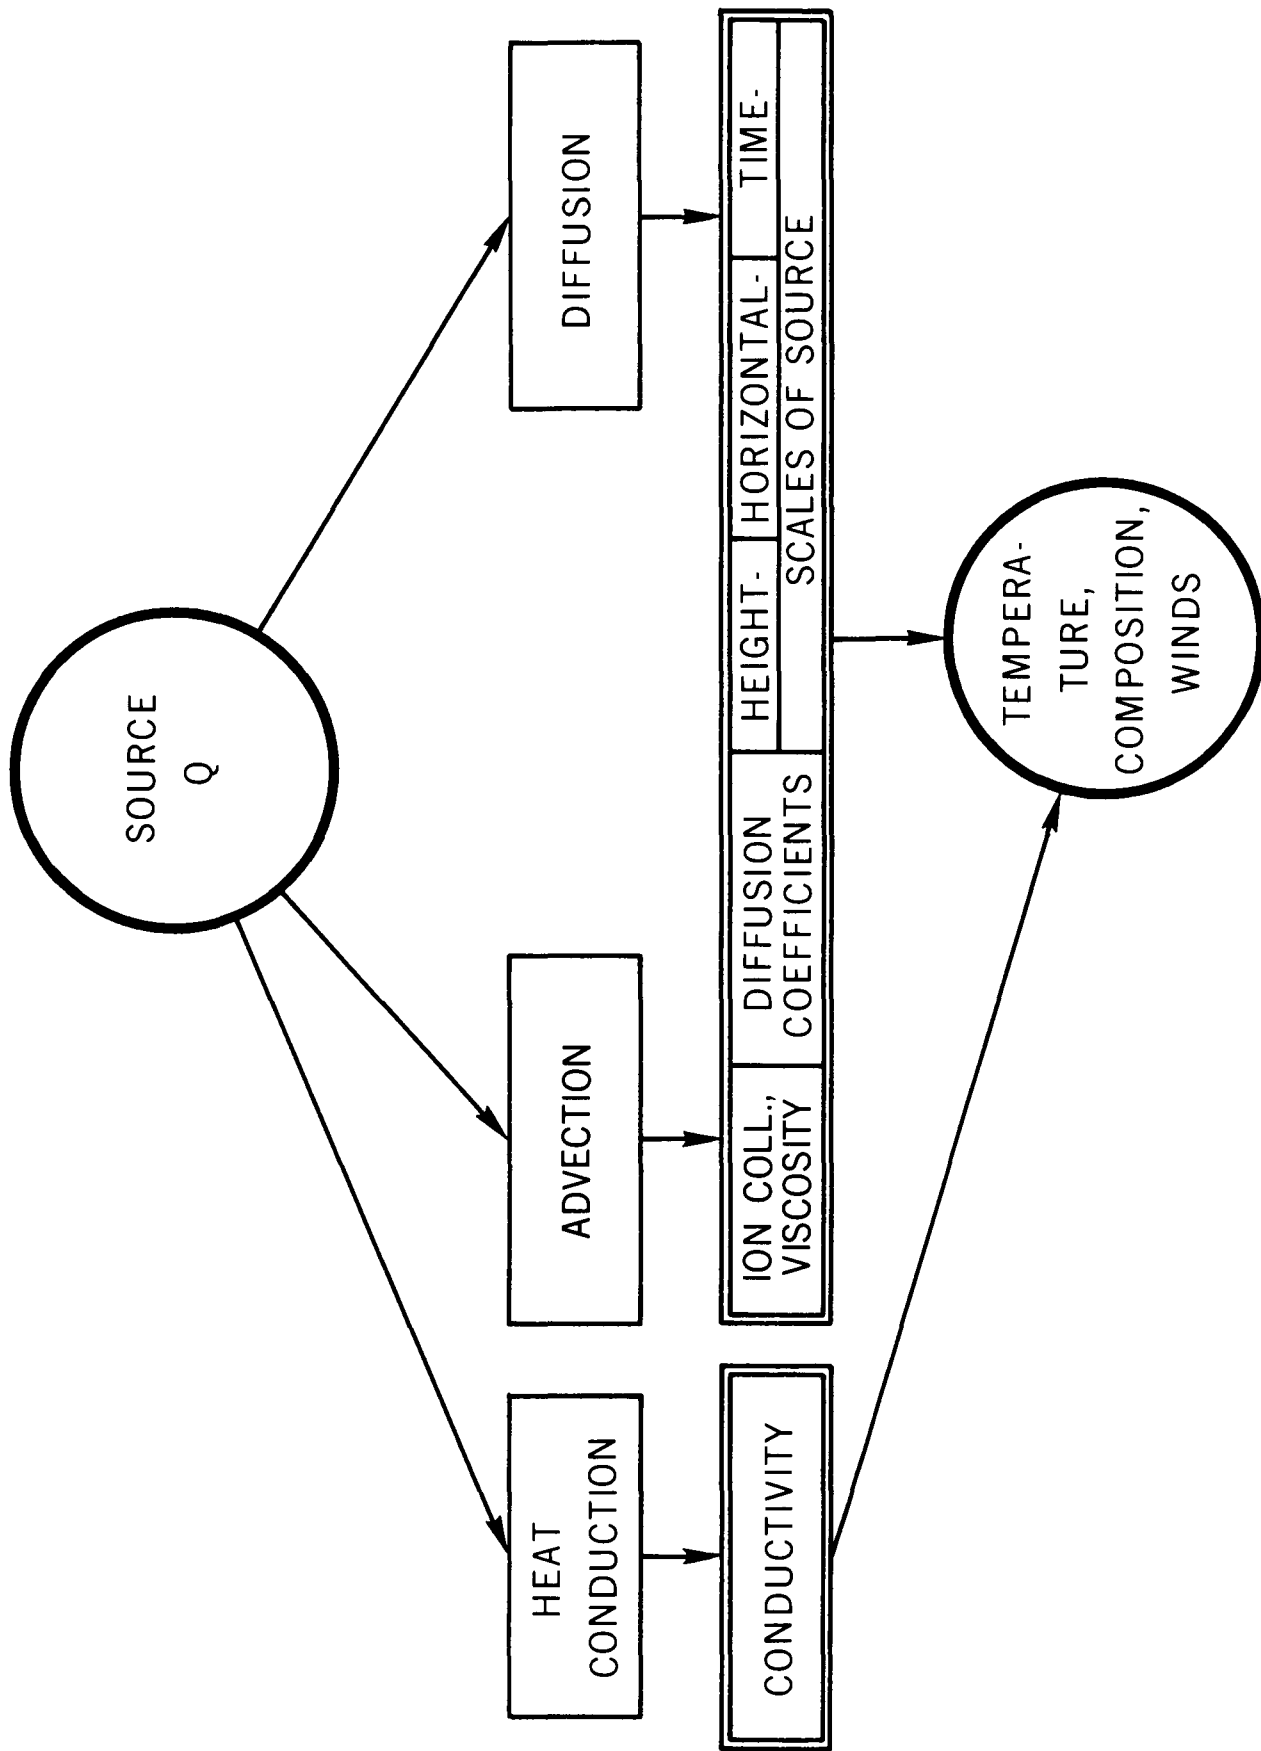 SOURCE
Q
HEAT
CONDUCTION
ADVECTION
DIFFUSION
CONDUCTIVITY
ION COLL.,
VISCOSITY
DIFFUSION
COEFFICIENTS
HEIGHT-
HORIZONTAL-
TIME-
SCALES OF SOURCE
TEMPERA-
TURE,
COMPOSITION,
WINDS